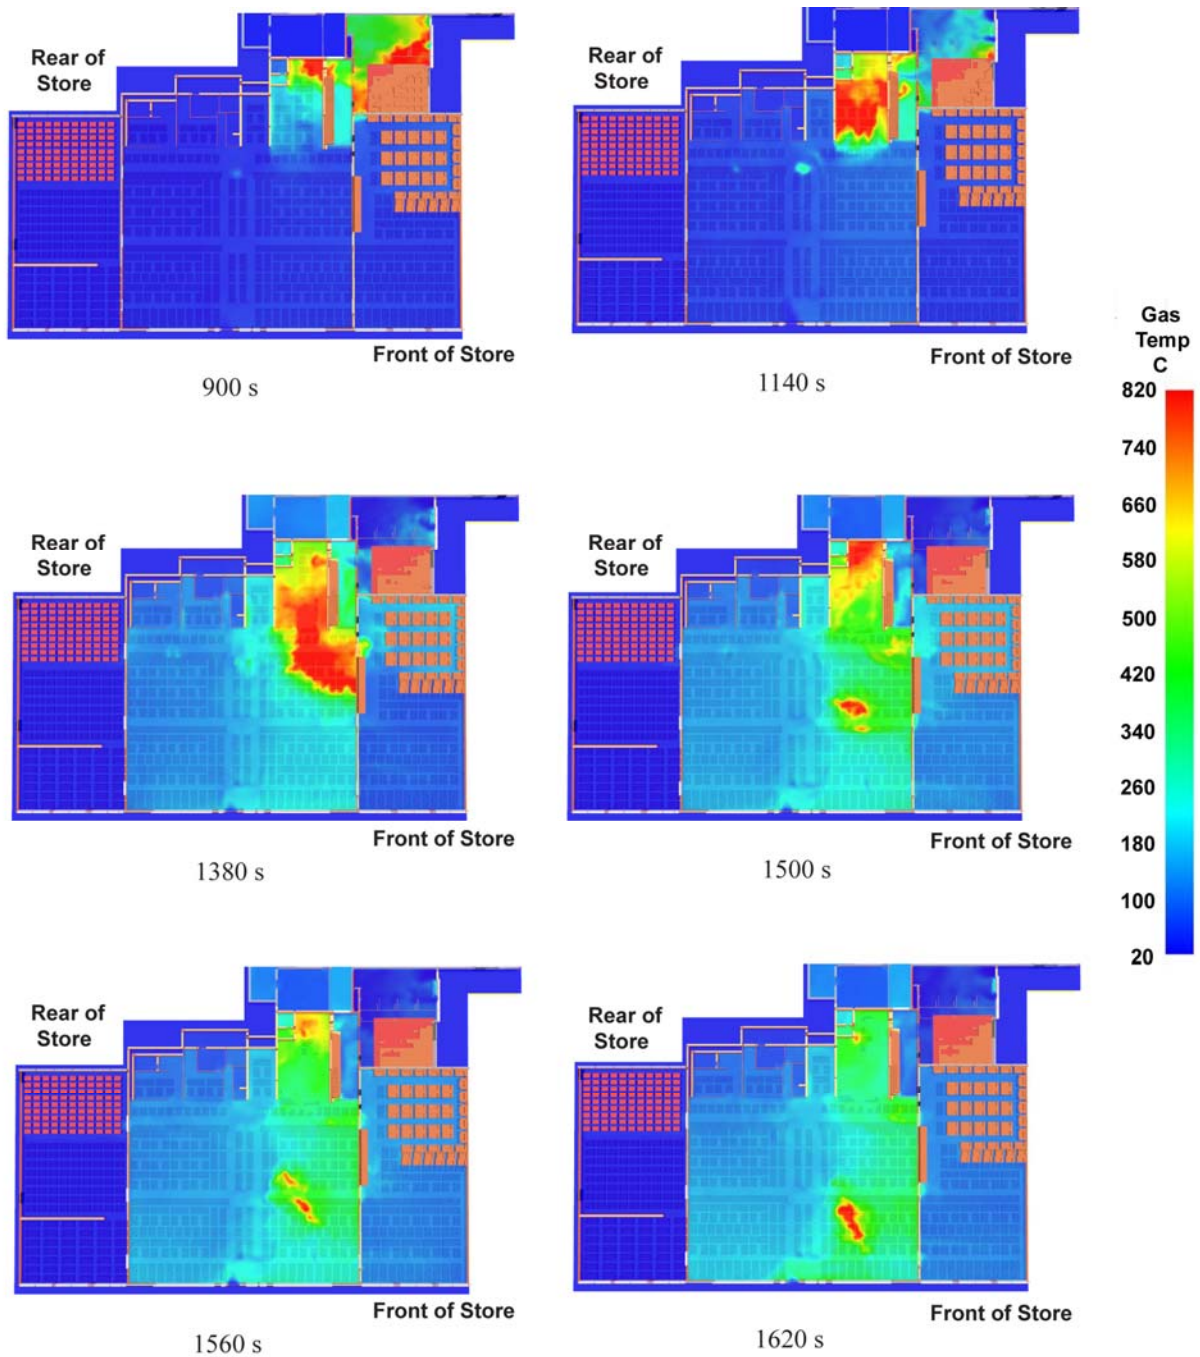 Rear of
Store
Front of Store
900 s
Rear of
Store
Front of Store
1140 s
Gas
Temp
C
820
740
660
580
500
420
340
260
180
100
20
Rear of
Store
Front of Store
1380 s
Rear of
Store
Front of Store
1500 s
Rear of
Store
Front of Store
1560 s
Rear of
Store
Front of Store
1620 s